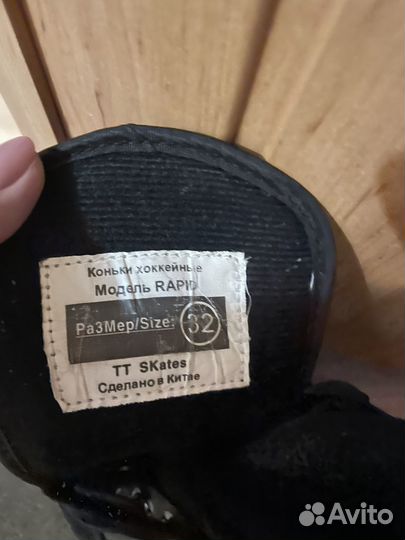 Коньки хоккейные
Модель RAPID
Ра3Мер/Size: 32
TT SKates
Сделано в Китае
Avito